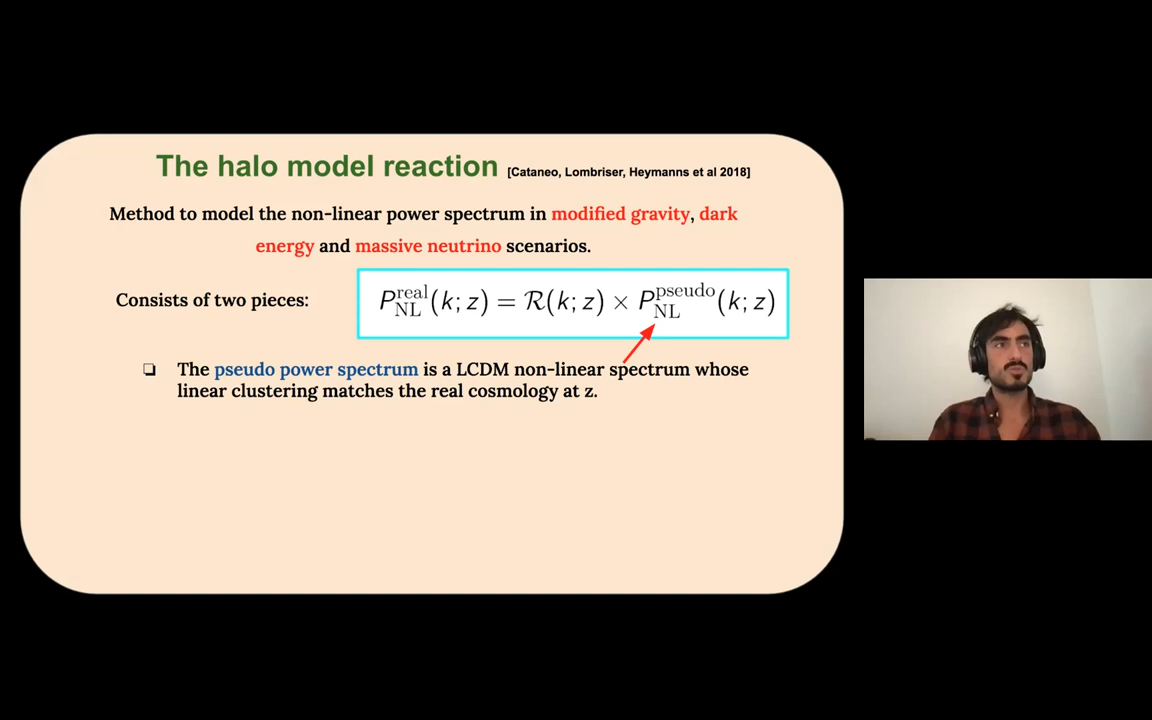 The halo model reaction [Cataneo, Lombriser, Heymanns et al 2018]
Method to model the non-linear power spectrum in modified gravity, dark
energy and massive neutrino scenarios.
Consists of two pieces: P_NL^real(k; z) = R(k; z) × P_NL^pseudo(k; z)
❏ The pseudo power spectrum is a LCDM non-linear spectrum whose
linear clustering matches the real cosmology at z.